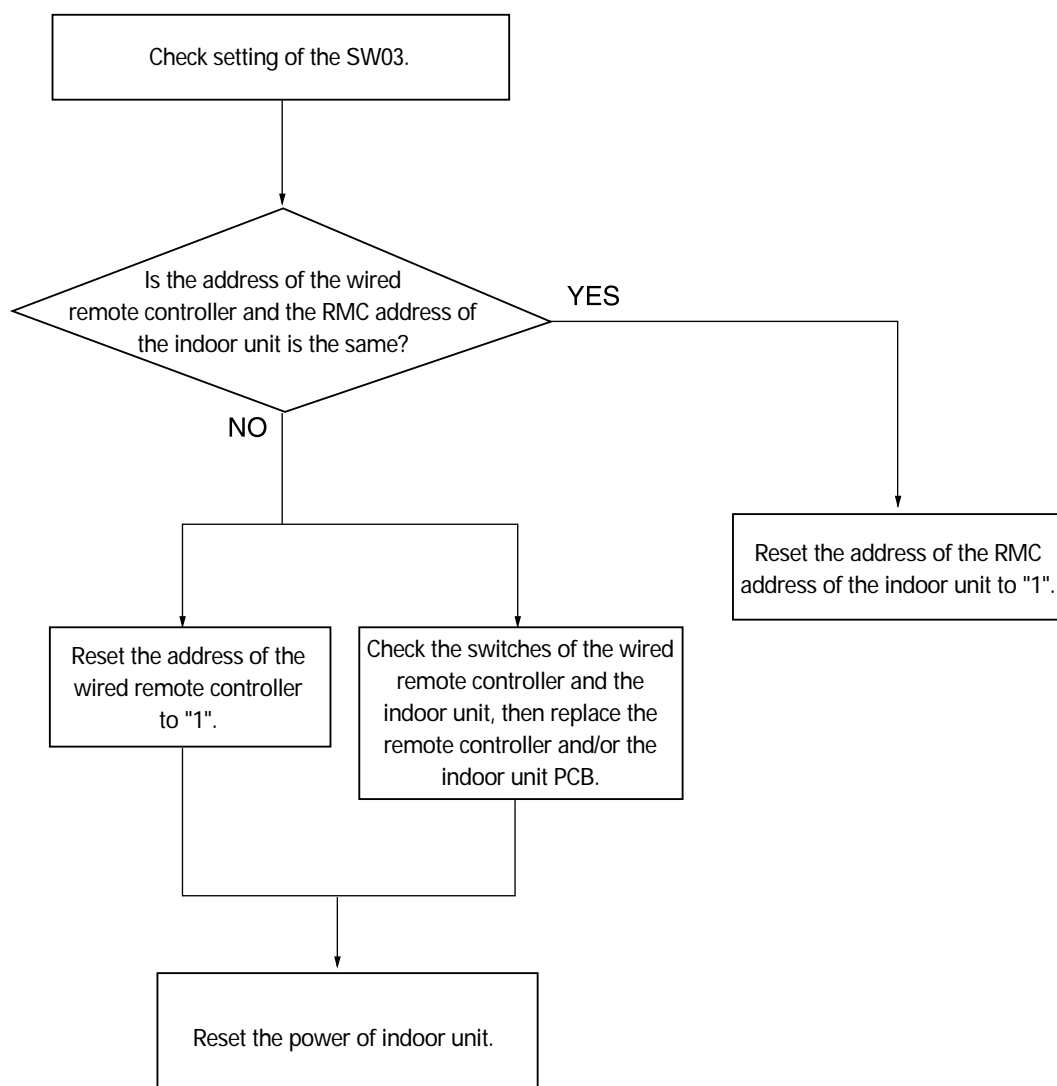 Check setting of the SW03.
Is the address of the wired
remote controller and the RMC address of
the indoor unit is the same?
YES
NO
Reset the address of the RMC
address of the indoor unit to "1".
Reset the address of the
wired remote controller
to "1".
Check the switches of the wired
remote controller and the
indoor unit, then replace the
remote controller and/or the
indoor unit PCB.
Reset the power of indoor unit.